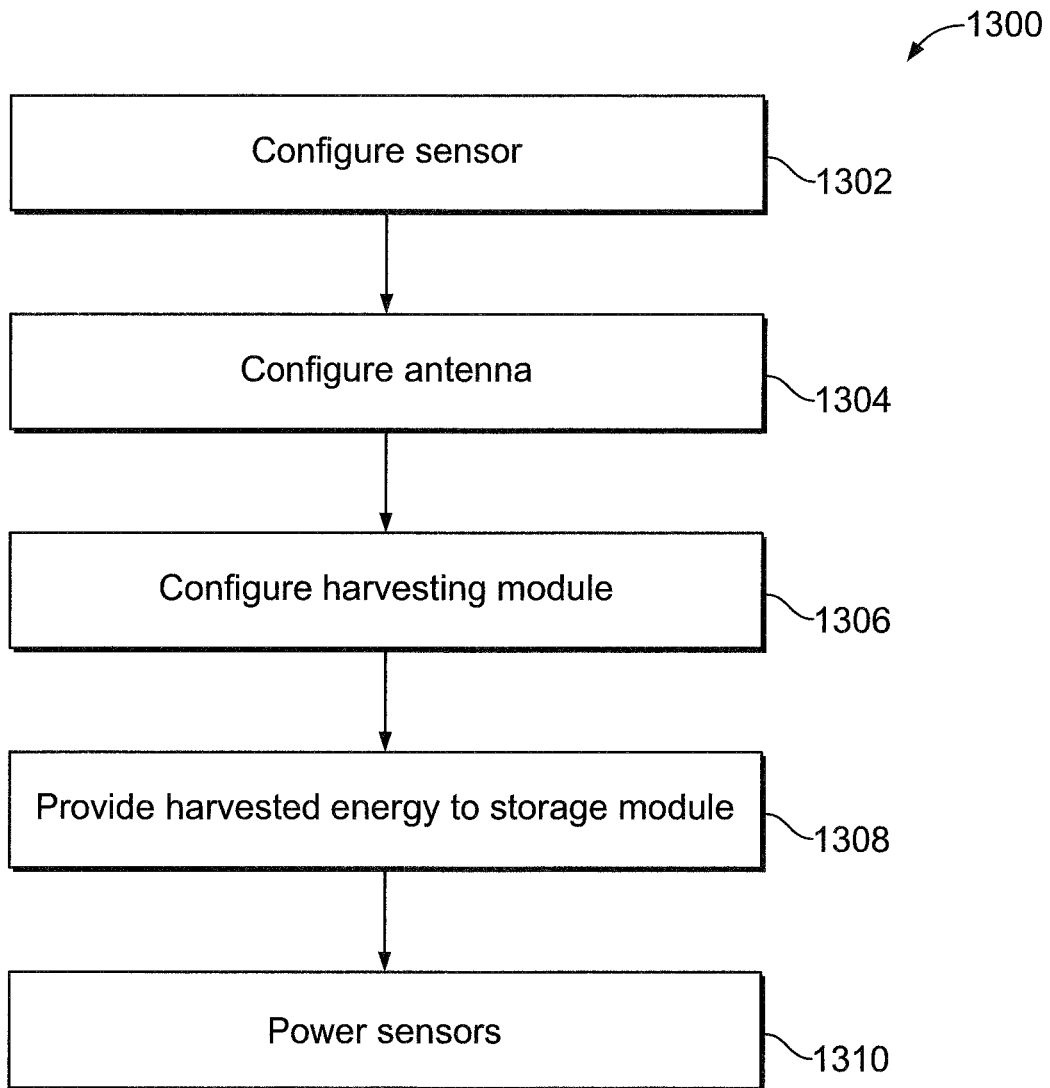 1300
Configure sensor
1302
Configure antenna
1304
Configure harvesting module
1306
Provide harvested energy to storage module
1308
Power sensors
1310